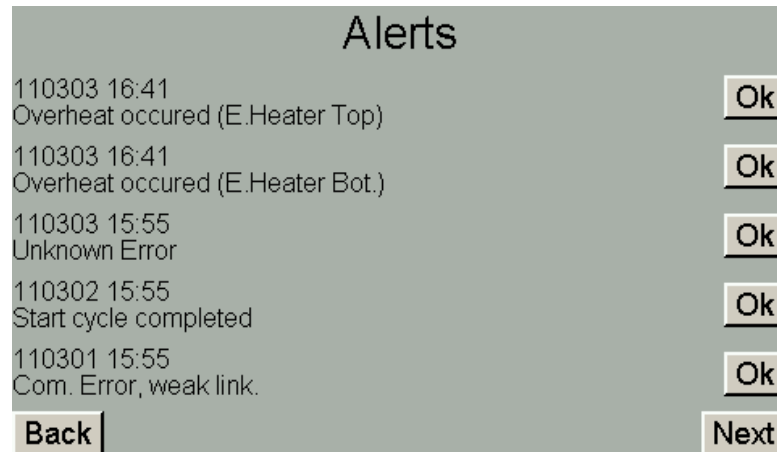 Alerts
110303 16:41
Overheat occured (E.Heater Top)
Ok
110303 16:41
Overheat occured (E.Heater Bot.)
Ok
110303 15:55
Unknown Error
Ok
110302 15:55
Start cycle completed
Ok
110301 15:55
Com. Error, weak link.
Ok
Back
Next